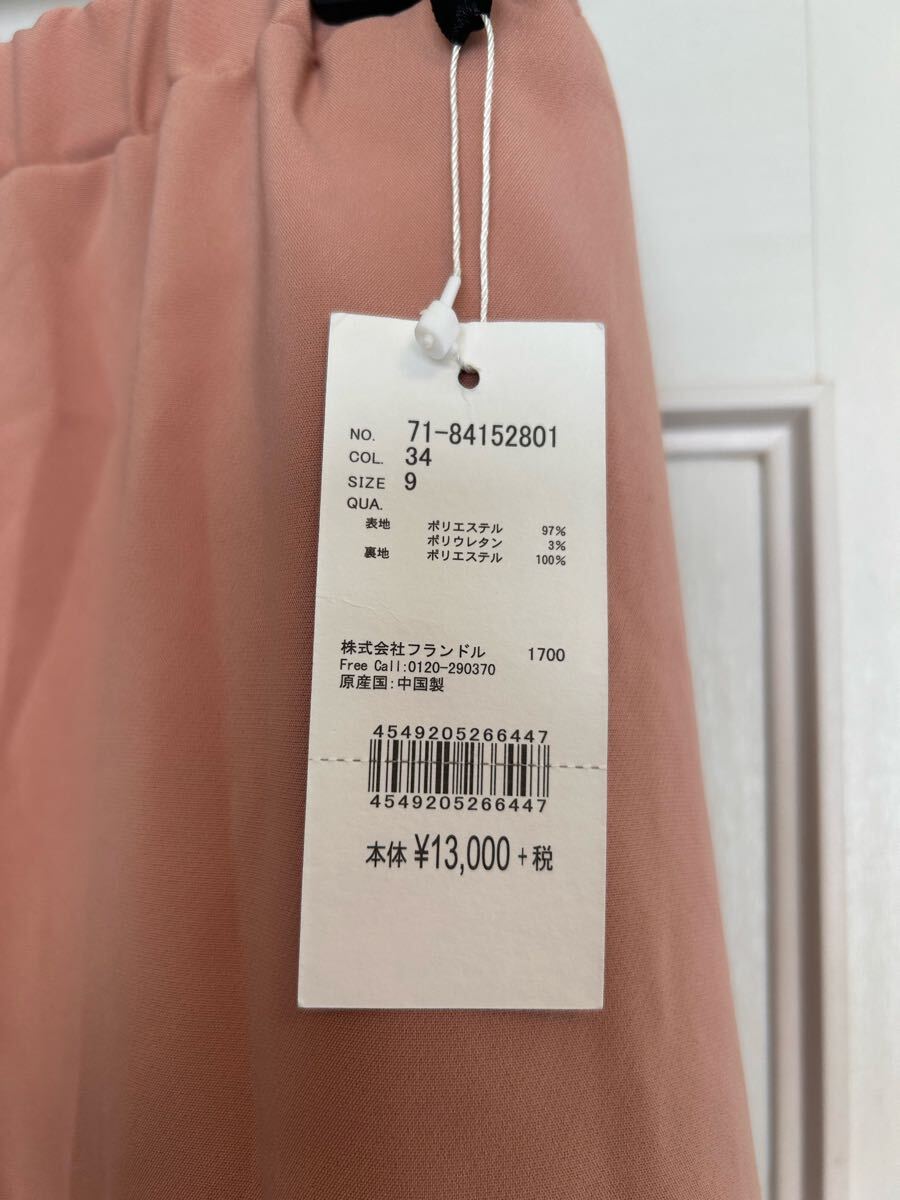 NO. 71-84152801
COL. 34
SIZE 9
QUA.
表地 ポリエステル 97%
ポリウレタン 3%
裏地 ポリエステル 100%
株式会社フランドル 1700
Free Call:0120-290370
原産国:中国製
4549205266447
4549205266447
本体 ¥13,000 +税